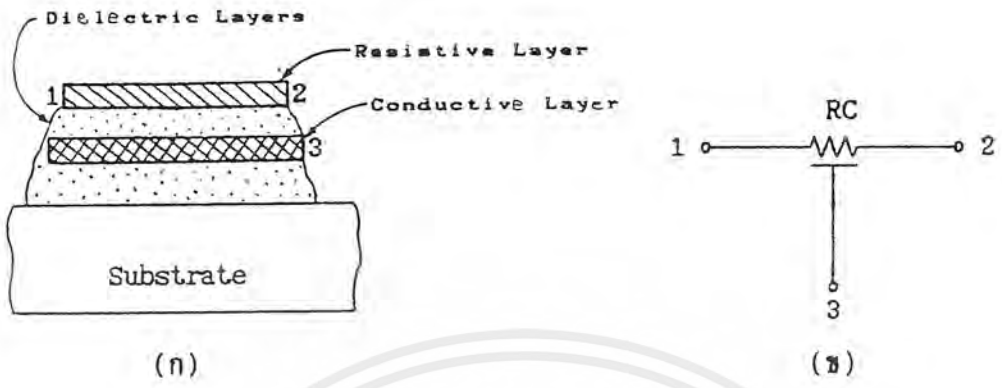 Dielectric Layers
Resistive Layer
1
2
Conductive Layer
3
Substrate
(ก)
RC
1
2
3
(ข)